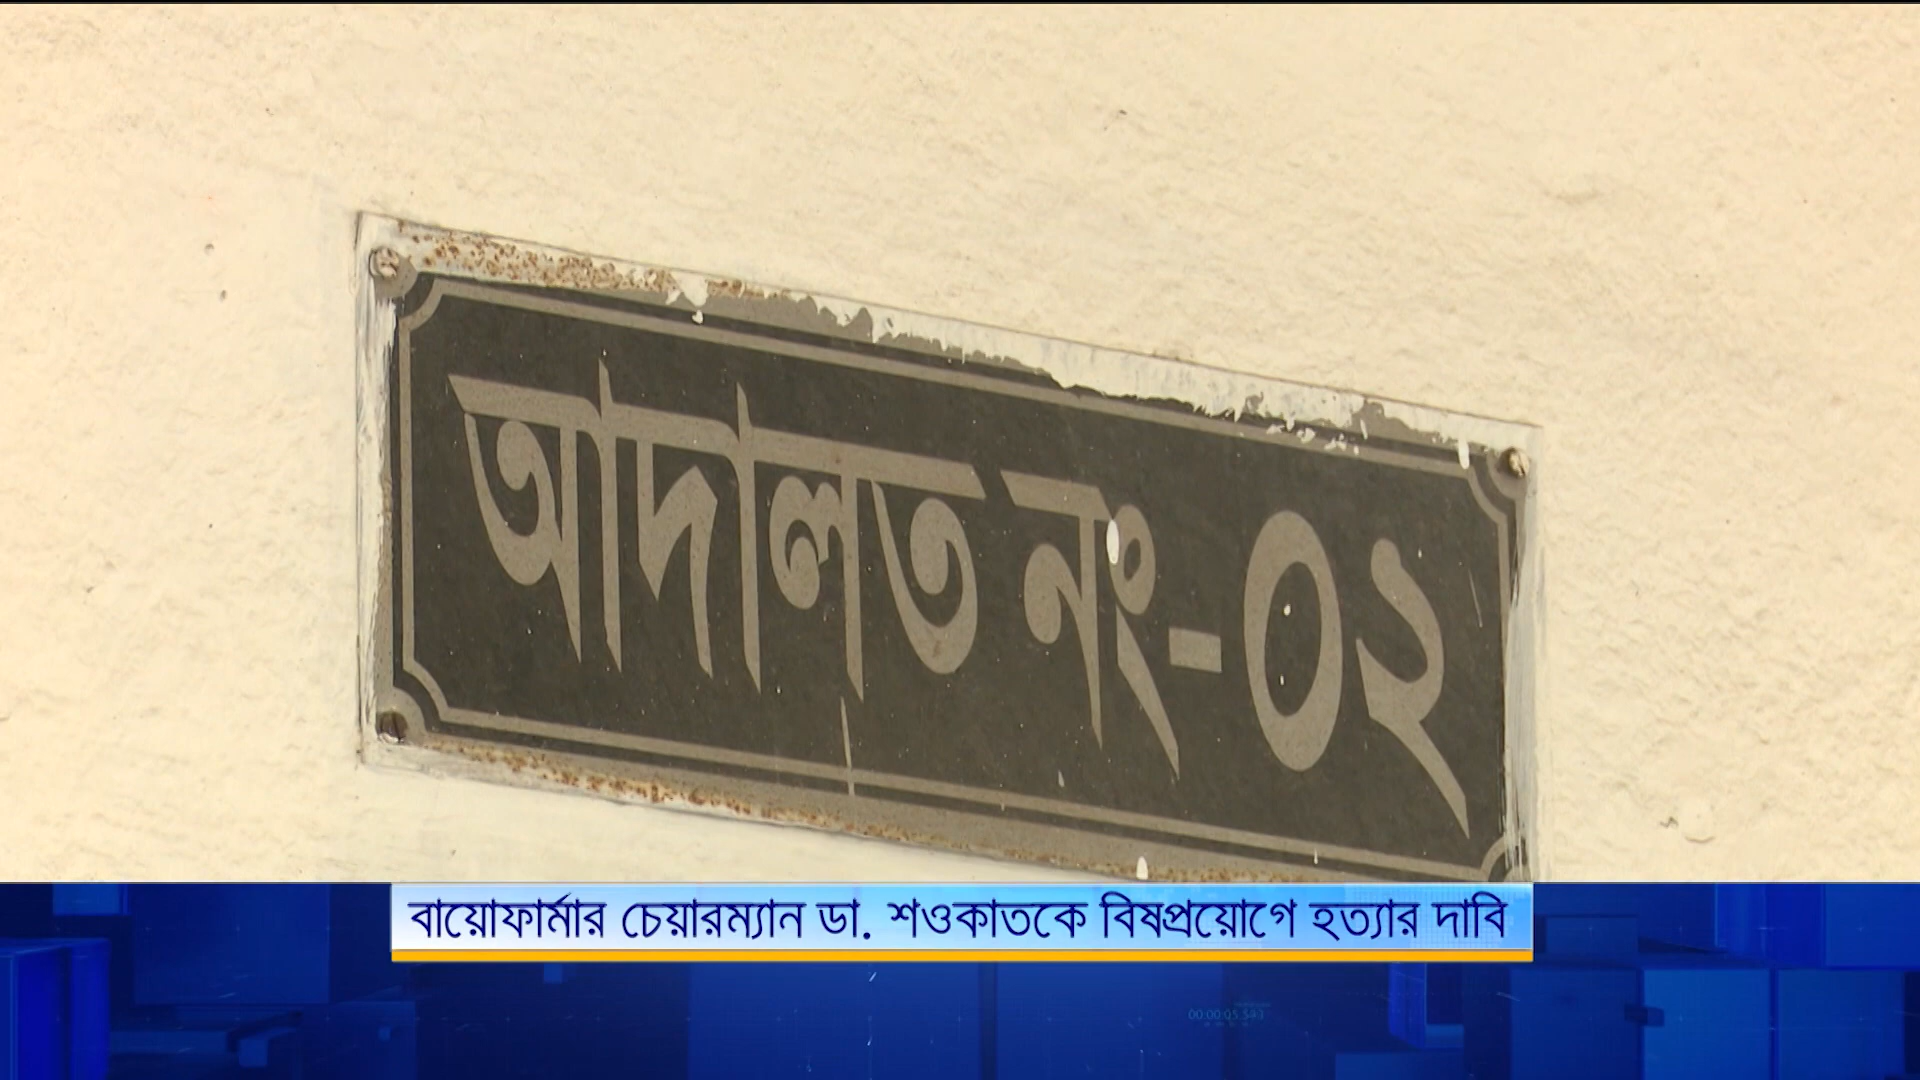 আদালত নং-০২
বায়োফার্মার চেয়ারম্যান ডা. শওকাতকে বিষপ্রয়োগে হত্যার দাবি